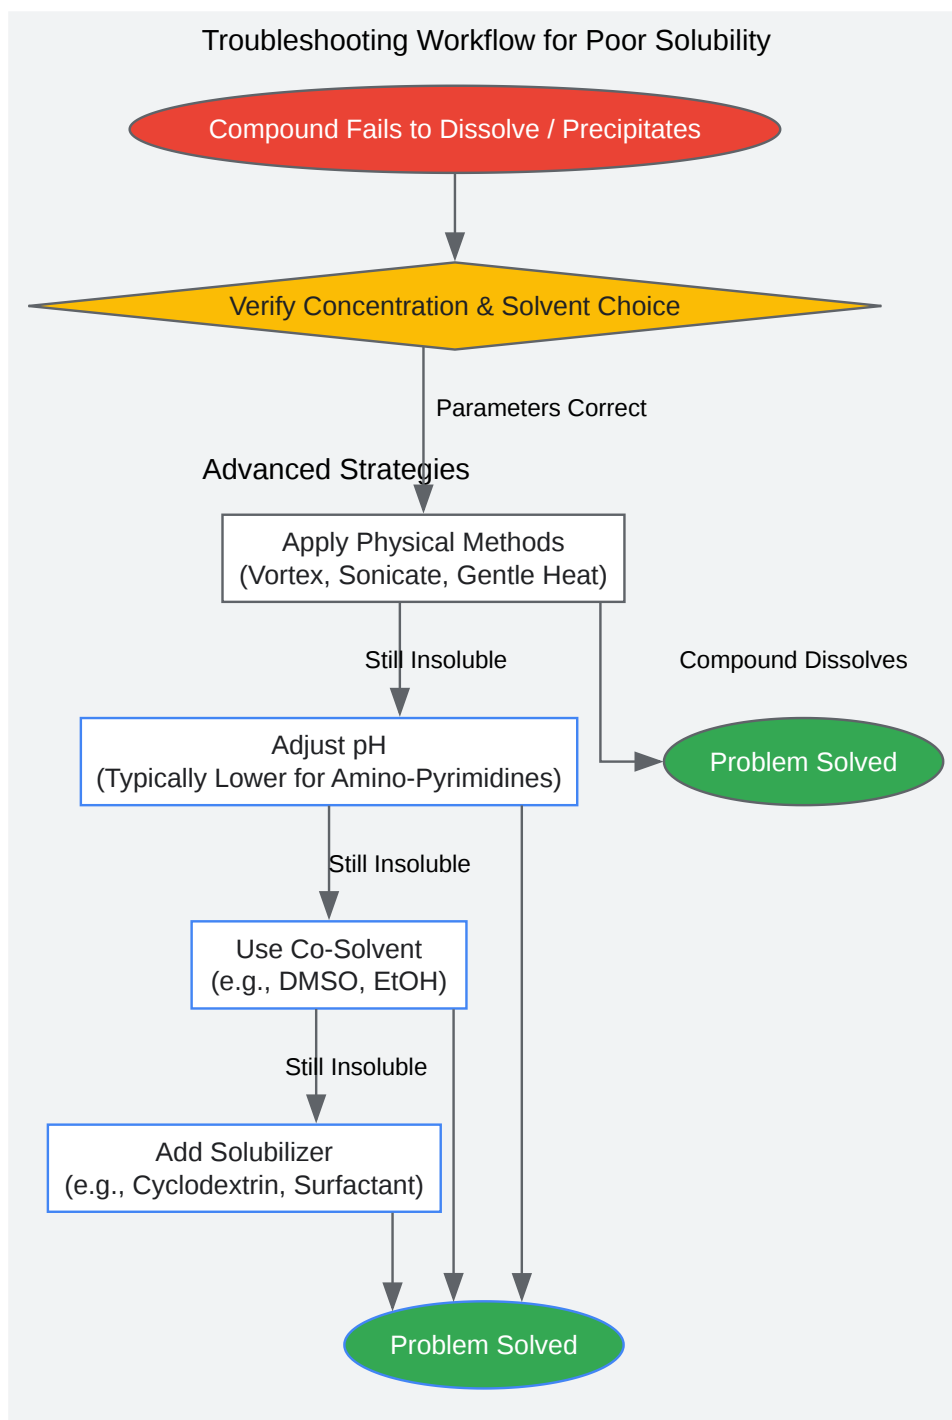 Troubleshooting Workflow for Poor Solubility
Compound Fails to Dissolve / Precipitates
Verify Concentration & Solvent Choice
Parameters Correct
Advanced Strategies
Apply Physical Methods
(Vortex, Sonicate, Gentle Heat)
Still Insoluble
Compound Dissolves
Adjust pH
(Typically Lower for Amino-Pyrimidines)
Problem Solved
Still Insoluble
Use Co-Solvent
(e.g., DMSO, EtOH)
Still Insoluble
Add Solubilizer
(e.g., Cyclodextrin, Surfactant)
Problem Solved